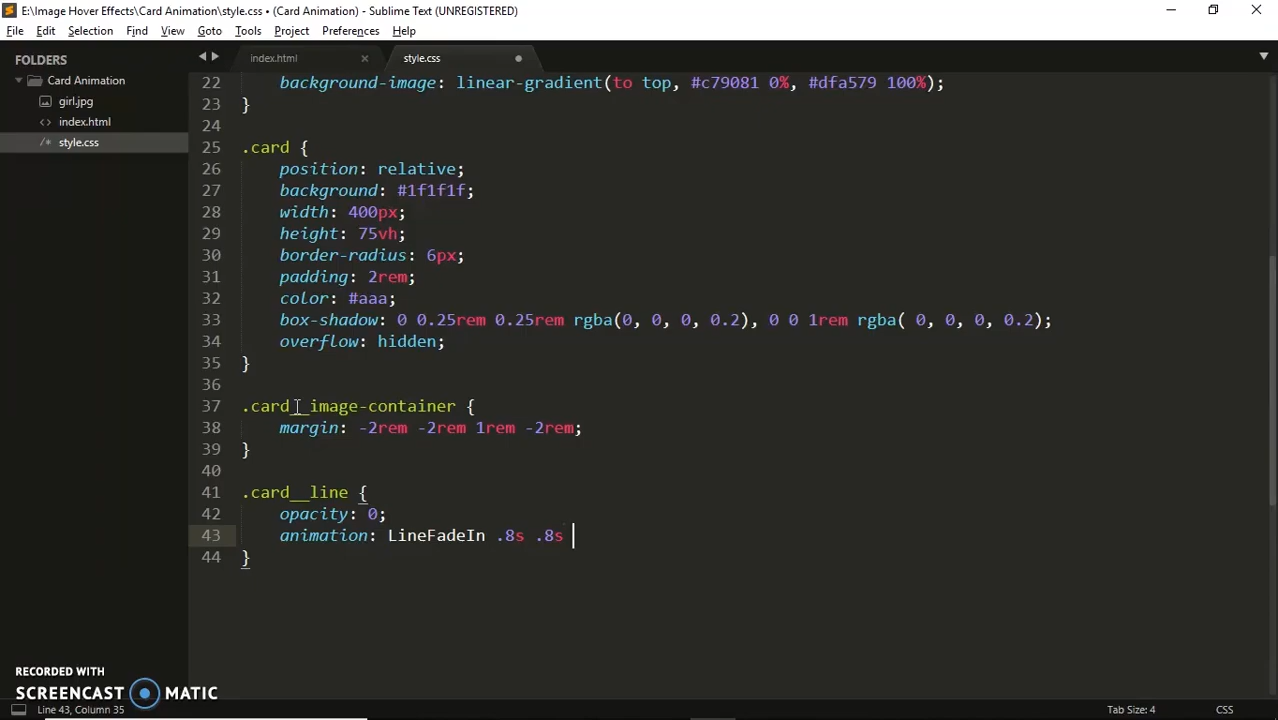 E:\Image Hover Effects\Card Animation\style.css • (Card Animation) - Sublime Text (UNREGISTERED)
File Edit Selection Find View Goto Tools Project Preferences Help
FOLDERS
Card Animation
girl.jpg
index.html
style.css
index.html
style.css
22 background-image: linear-gradient(to top, #c79081 0%, #dfa579 100%);
23 }
24
25 .card {
26 position: relative;
27 background: #1f1f1f;
28 width: 400px;
29 height: 75vh;
30 border-radius: 6px;
31 padding: 2rem;
32 color: #aaa;
33 box-shadow: 0 0.25rem 0.25rem rgba(0, 0, 0, 0.2), 0 0 1rem rgba( 0, 0, 0, 0.2);
34 overflow: hidden;
35 }
36
37 .card__image-container {
38 margin: -2rem -2rem 1rem -2rem;
39 }
40
41 .card__line {
42 opacity: 0;
43 animation: LineFadeIn .8s .8s
44 }
RECORDED WITH
SCREENCAST MATIC
Line 43, Column 35
Tab Size: 4
CSS